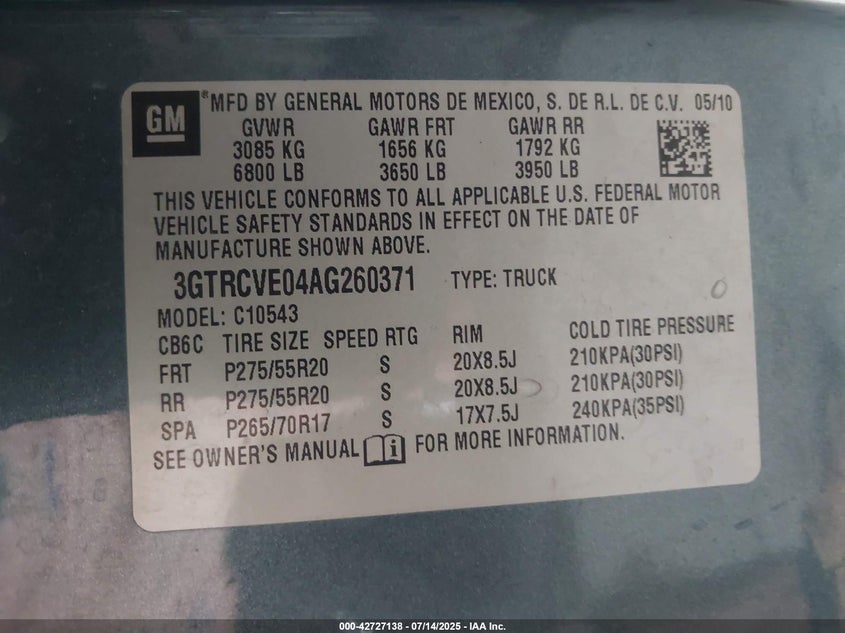 GM ® MFD BY GENERAL MOTORS DE MEXICO, S. DE R.L. DE C.V. 05/10
GVWR GAWR FRT GAWR RR
3085 KG 1656 KG 1792 KG
6800 LB 3650 LB 3950 LB
THIS VEHICLE CONFORMS TO ALL APPLICABLE U.S. FEDERAL MOTOR
VEHICLE SAFETY STANDARDS IN EFFECT ON THE DATE OF
MANUFACTURE SHOWN ABOVE.
3GTRCVE04AG260371 TYPE: TRUCK
MODEL: C10543
CB6C TIRE SIZE SPEED RTG RIM COLD TIRE PRESSURE
FRT P275/55R20 S 20X8.5J 210KPA(30PSI)
RR P275/55R20 S 20X8.5J 210KPA(30PSI)
SPA P265/70R17 S 17X7.5J 240KPA(35PSI)
SEE OWNER'S MANUAL i FOR MORE INFORMATION.
000-42727138 - 07/14/2025 - IAA Inc.